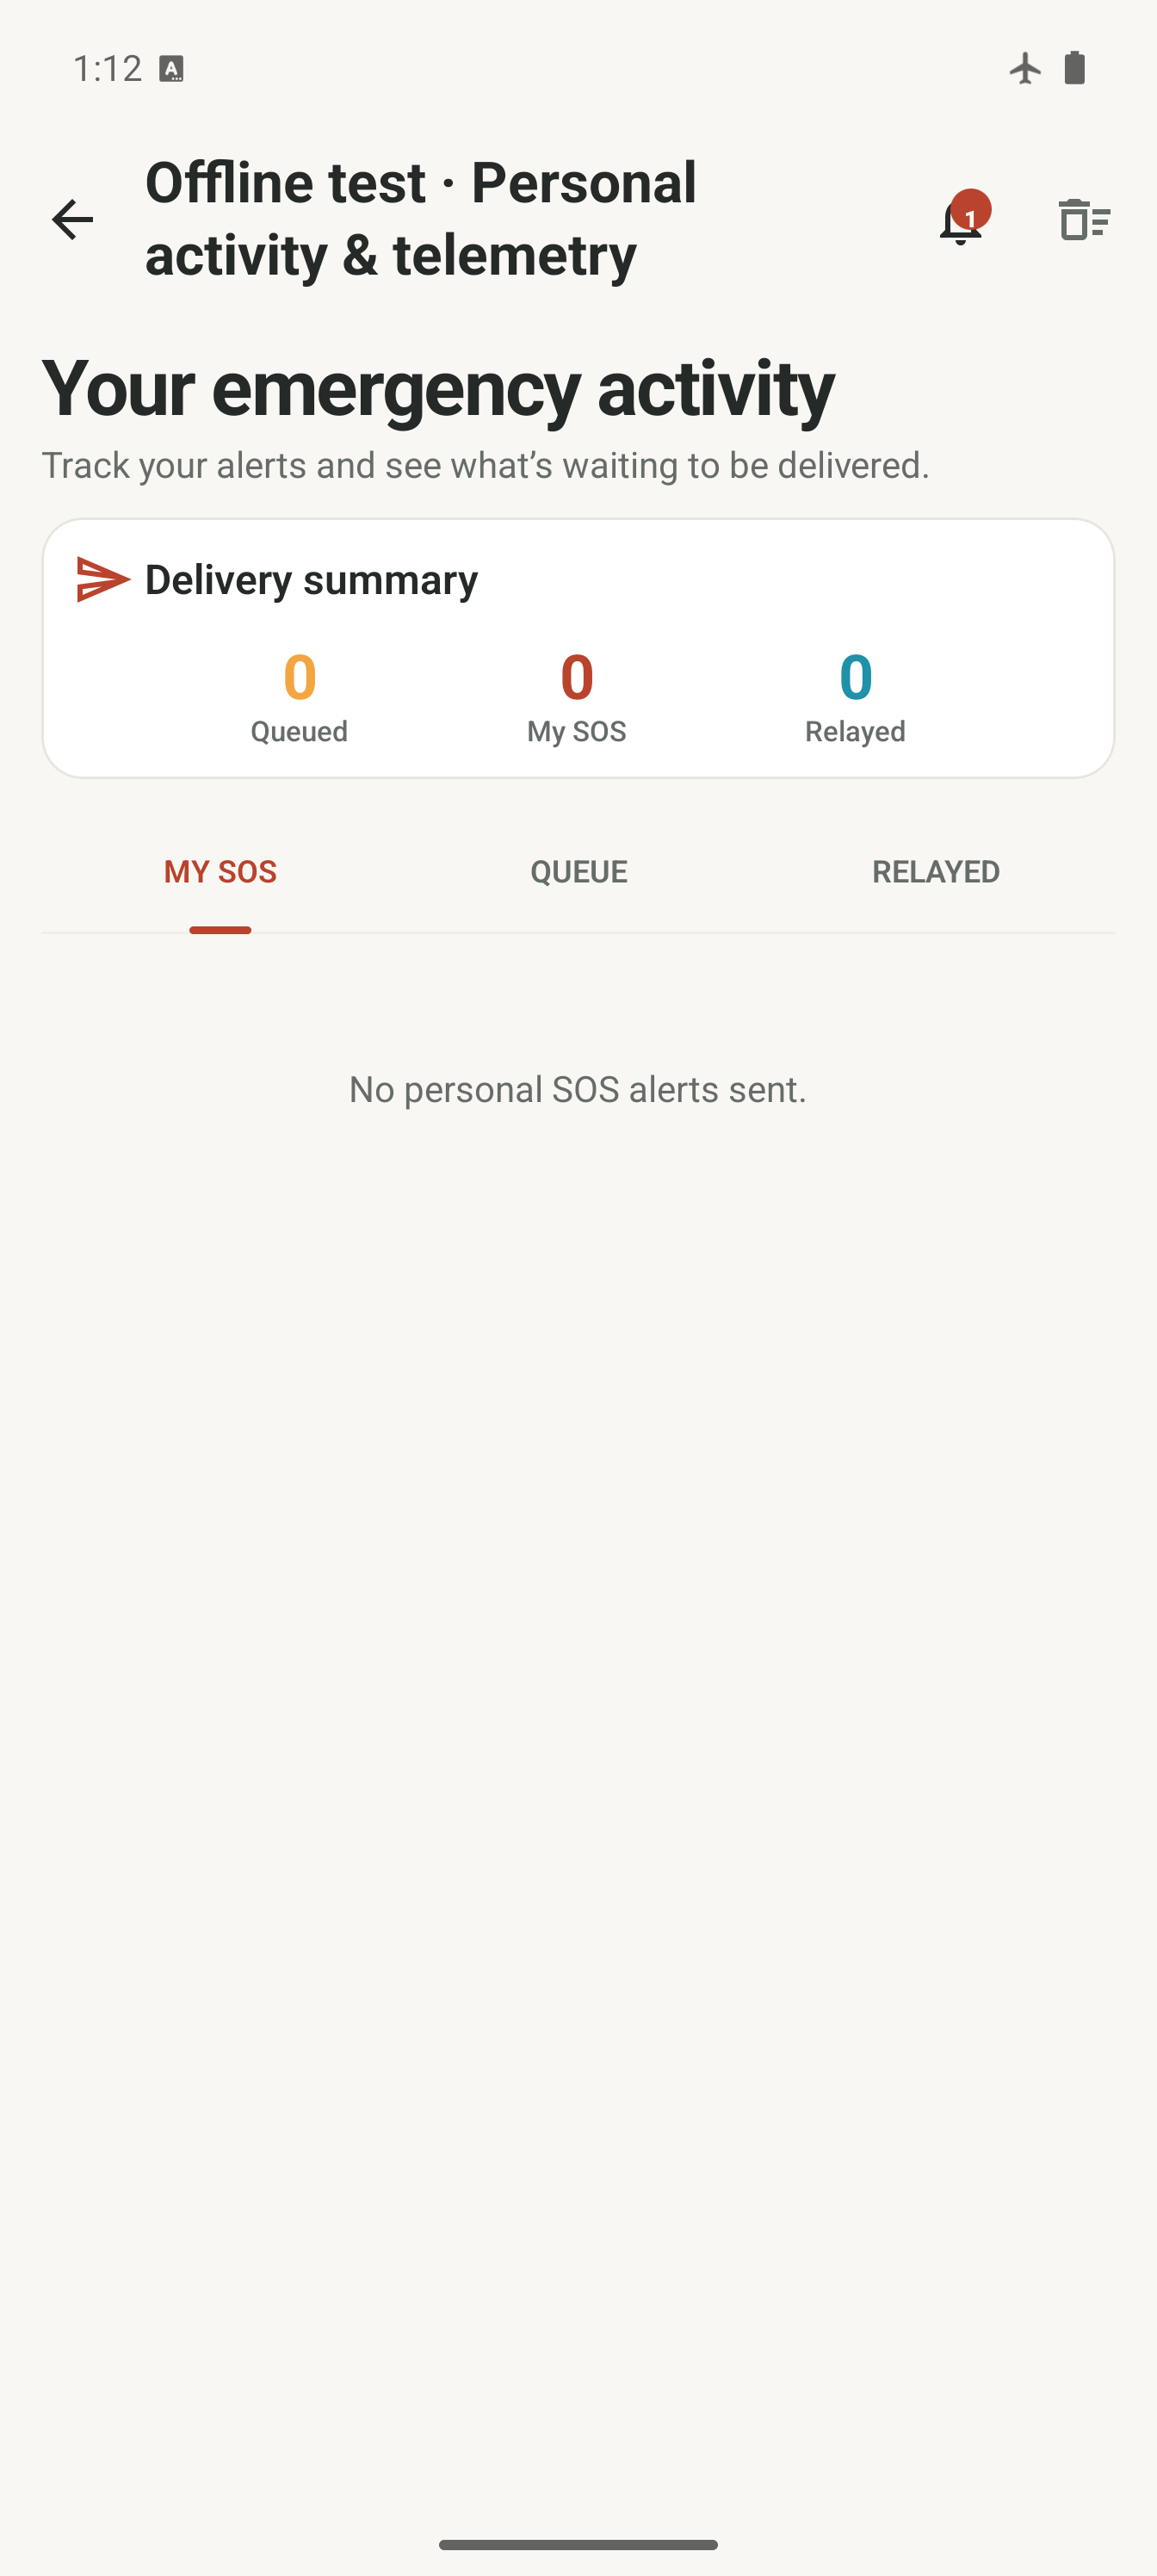 1:12
Offline test · Personal
activity & telemetry
1
Your emergency activity
Track your alerts and see what’s waiting to be delivered.
Delivery summary
0 0 0
Queued My SOS Relayed
MY SOS QUEUE RELAYED
No personal SOS alerts sent.